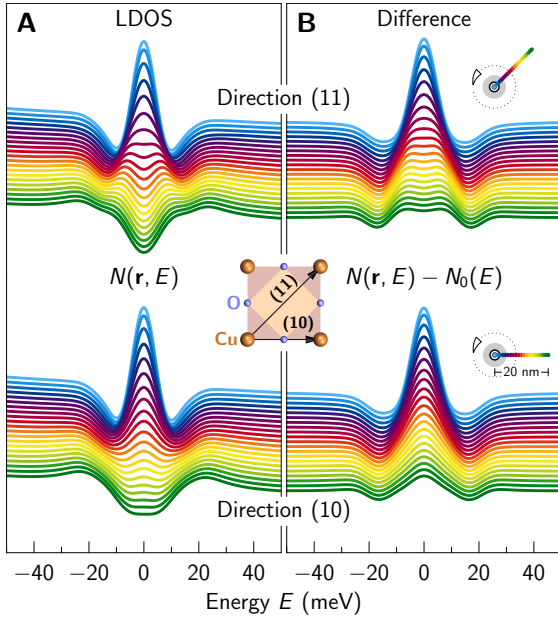 A LDOS
B Difference
Direction (11)
N(r, E)
N(r, E) − N₀(E)
(11)
O
(10)
Cu
20 nm
Direction (10)
−40 −20 0 20 40
−40 −20 0 20 40
Energy E (meV)